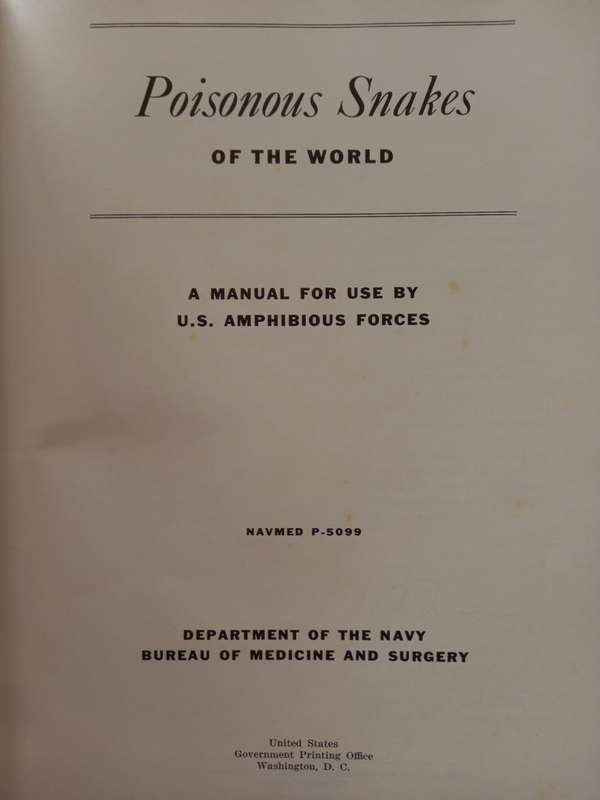 Poisonous Snakes
OF THE WORLD
A MANUAL FOR USE BY
U.S. AMPHIBIOUS FORCES
NAVMED P-5099
DEPARTMENT OF THE NAVY
BUREAU OF MEDICINE AND SURGERY
United States
Government Printing Office
Washington, D. C.